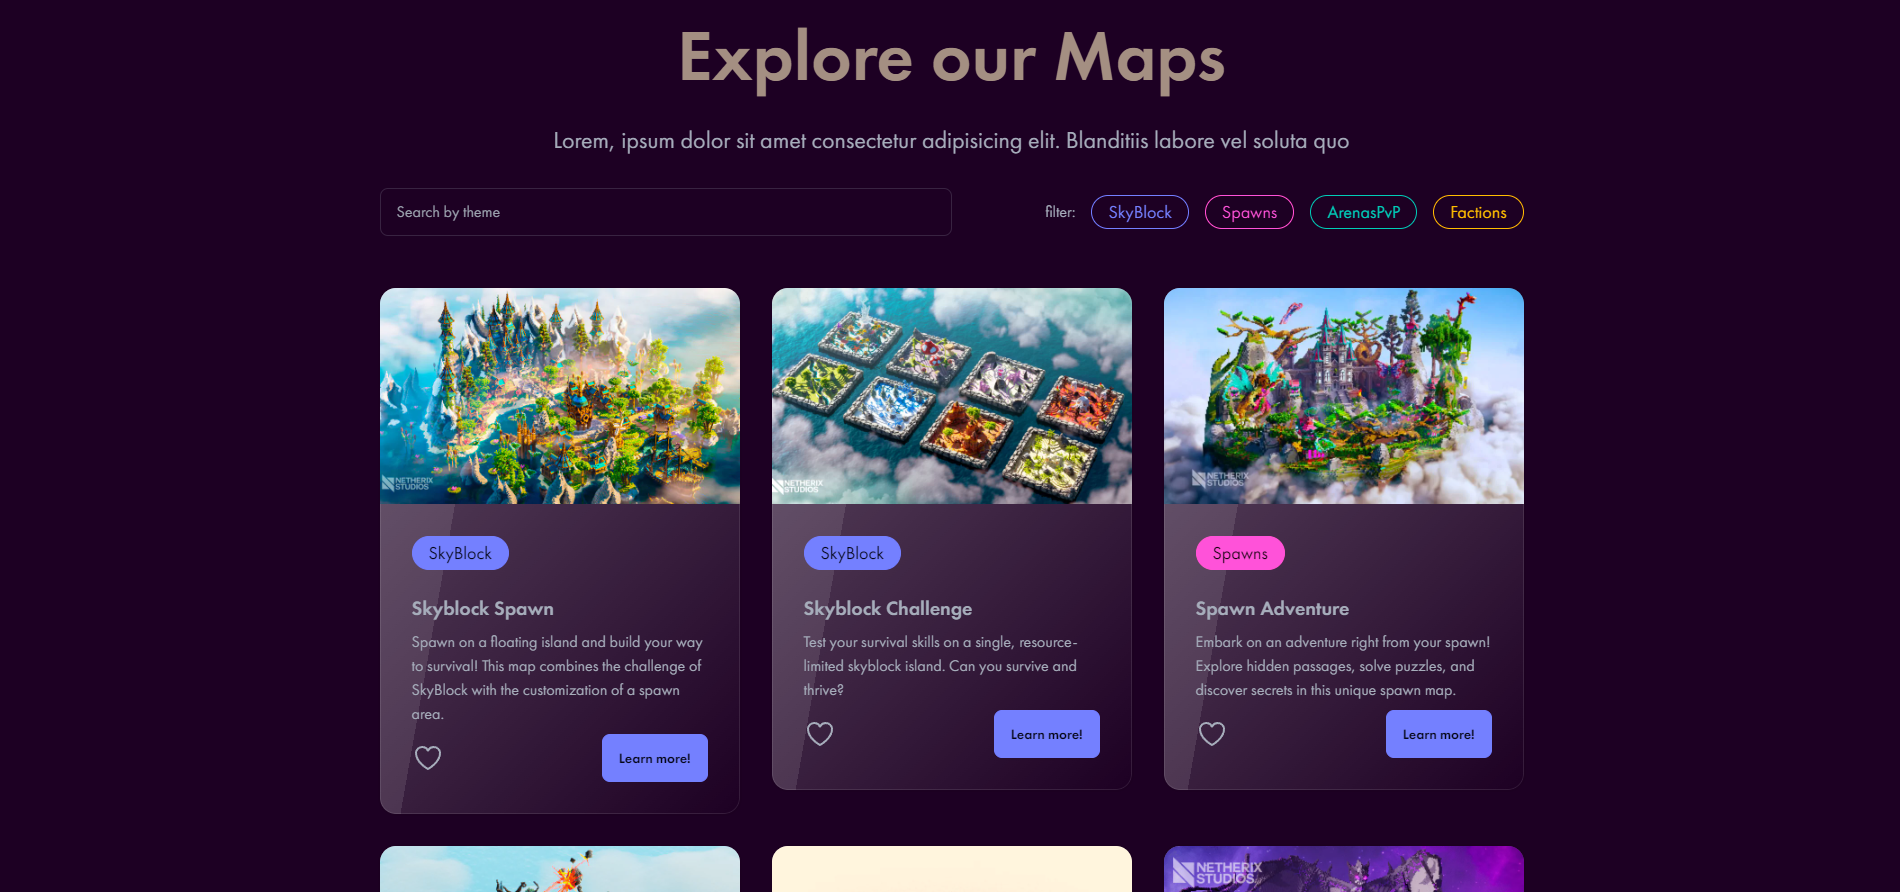 Explore our Maps
Lorem, ipsum dolor sit amet consectetur adipisicing elit. Blanditiis labore vel soluta quo
Search by theme
filter:
SkyBlock
Spawns
ArenasPvP
Factions
NETHERIX
STUDIOS
SkyBlock
Skyblock Spawn
Spawn on a floating island and build your way
to survival! This map combines the challenge of
SkyBlock with the customization of a spawn
area.
Learn more!
NETHERIX
STUDIOS
SkyBlock
Skyblock Challenge
Test your survival skills on a single, resource-
limited skyblock island. Can you survive and
thrive?
Learn more!
NETHERIX
STUDIOS
Spawns
Spawn Adventure
Embark on an adventure right from your spawn!
Explore hidden passages, solve puzzles, and
discover secrets in this unique spawn map.
Learn more!
NETHERIX
STUDIOS